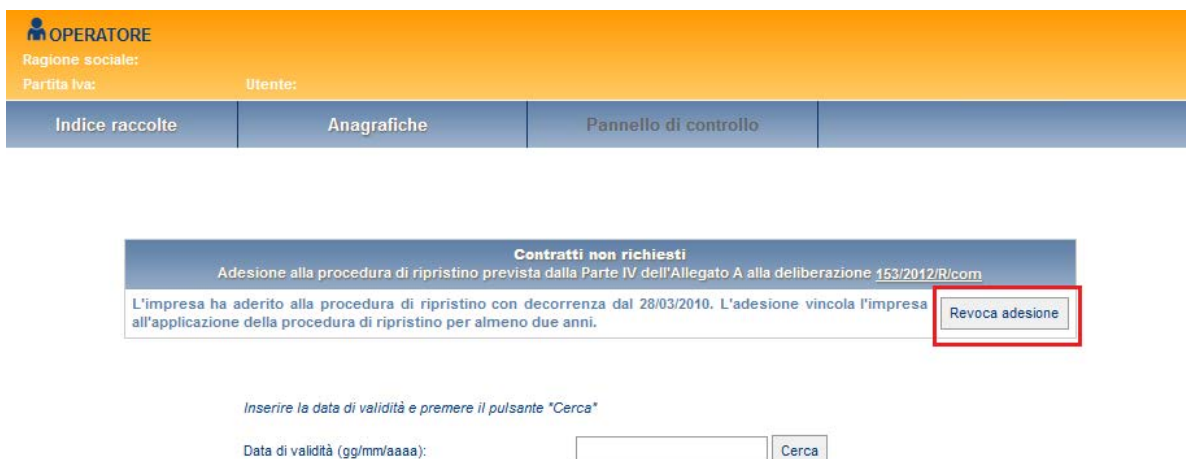 OPERATORE
Ragione sociale:
Partita Iva: Utente:
Indice raccolte Anagrafiche Pannello di controllo
Contratti non richiesti
Adesione alla procedura di ripristino prevista dalla Parte IV dell'Allegato A alla deliberazione 153/2012/R/com
L'impresa ha aderito alla procedura di ripristino con decorrenza dal 28/03/2010. L'adesione vincola l'impresa
all'applicazione della procedura di ripristino per almeno due anni.
Revoca adesione
Inserire la data di validità e premere il pulsante "Cerca"
Data di validità (gg/mm/aaaa): Cerca